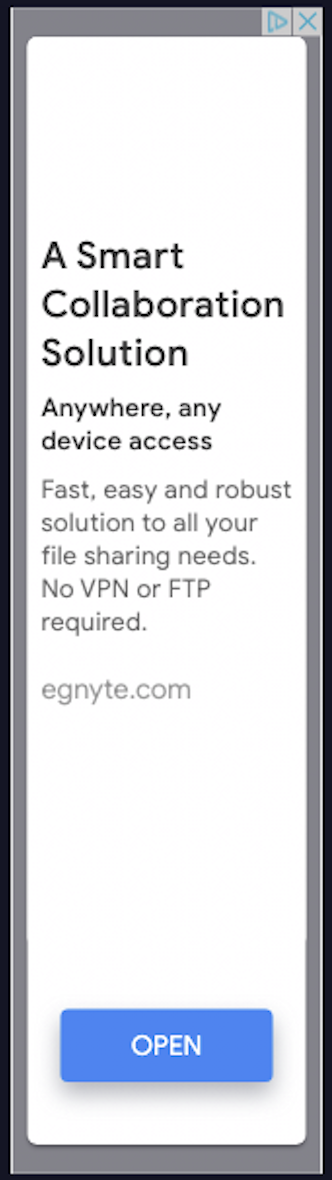 A Smart
Collaboration
Solution
Anywhere, any
device access
Fast, easy and robust
solution to all your
file sharing needs.
No VPN or FTP
required.
egnyte.com
OPEN